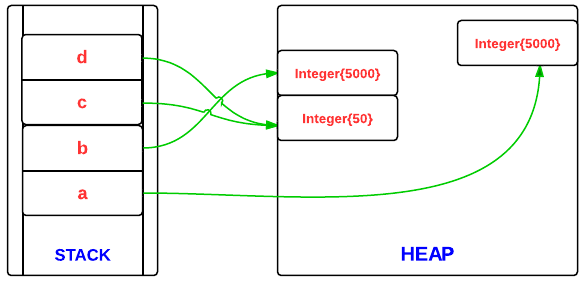 d
c
b
a
STACK
Integer{5000}
Integer{5000}
Integer{50}
HEAP